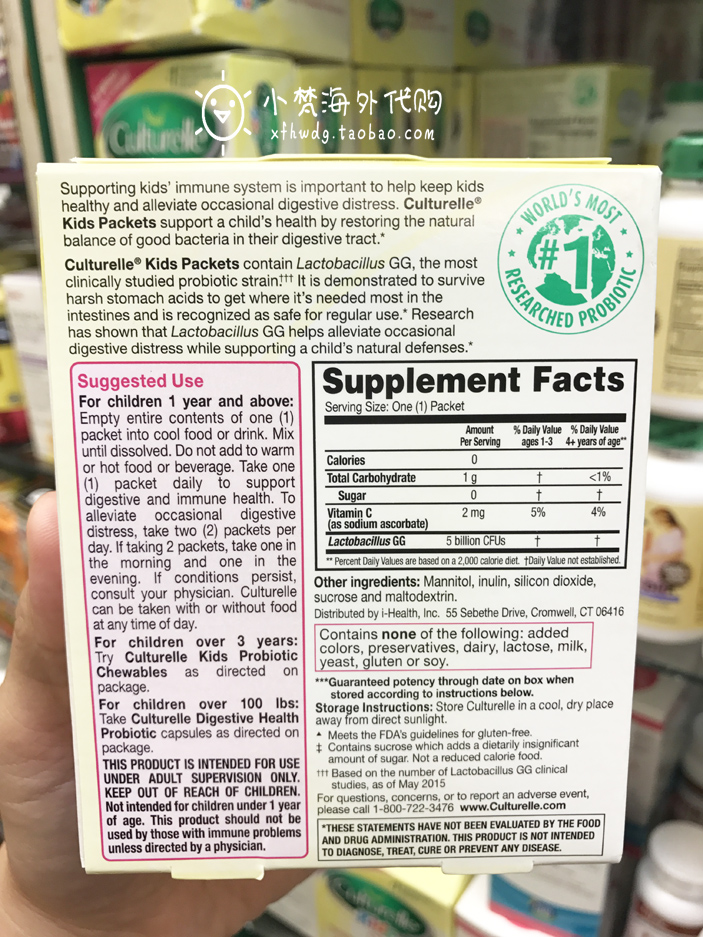 Culturelle
小梵海外代购
xfhwdg.taobao.com
Supporting kids' immune system is important to help keep kids
healthy and alleviate occasional digestive distress. Culturelle®
Kids Packets support a child's health by restoring the natural
balance of good bacteria in their digestive tract.*
WORLD'S MOST
#1
RESEARCHED PROBIOTIC
Culturelle® Kids Packets contain Lactobacillus GG, the most
clinically studied probiotic strain.††† It is demonstrated to survive
harsh stomach acids to get where it's needed most in the
intestines and is recognized as safe for regular use.* Research
has shown that Lactobacillus GG helps alleviate occasional
digestive distress while supporting a child's natural defenses.*
Suggested Use
For children 1 year and above:
Empty entire contents of one (1)
packet into cool food or drink. Mix
until dissolved. Do not add to warm
or hot food or beverage. Take one
(1) packet daily to support
digestive and immune health. To
alleviate occasional digestive
distress, take two (2) packets per
day. If taking 2 packets, take one in
the morning and one in the
evening. If conditions persist,
consult your physician. Culturelle
can be taken with or without food
at any time of day.
For children over 3 years:
Try Culturelle Kids Probiotic
Chewables as directed on
package.
For children over 100 lbs:
Take Culturelle Digestive Health
Probiotic capsules as directed on
package.
THIS PRODUCT IS INTENDED FOR USE
UNDER ADULT SUPERVISION ONLY.
KEEP OUT OF REACH OF CHILDREN.
Not intended for children under 1 year
of age. This product should not be
used by those with immune problems
unless directed by a physician.
Supplement Facts
Serving Size: One (1) Packet
Amount Per Serving % Daily Value ages 1-3 % Daily Value 4+ years of age**
Calories 0
Total Carbohydrate 1 g † <1%
Sugar 0 † †
Vitamin C (as sodium ascorbate) 2 mg 5% 4%
Lactobacillus GG 5 billion CFUs † †
** Percent Daily Values are based on a 2,000 calorie diet. †Daily Value not established.
Other ingredients: Mannitol, inulin, silicon dioxide,
sucrose and maltodextrin.
Distributed by i-Health, Inc. 55 Sebethe Drive, Cromwell, CT 06416
Contains none of the following: added
colors, preservatives, dairy, lactose, milk,
yeast, gluten or soy.
***Guaranteed potency through date on box when
stored according to instructions below.
Storage Instructions: Store Culturelle in a cool, dry place
away from direct sunlight.
▲ Meets the FDA's guidelines for gluten-free.
‡ Contains sucrose which adds a dietarily insignificant
amount of sugar. Not a reduced calorie food.
††† Based on the number of Lactobacillus GG clinical
studies, as of May 2015
For questions, concerns, or to report an adverse event,
please call 1-800-722-3476 www.Culturelle.com
*THESE STATEMENTS HAVE NOT BEEN EVALUATED BY THE FOOD
AND DRUG ADMINISTRATION. THIS PRODUCT IS NOT INTENDED
TO DIAGNOSE, TREAT, CURE OR PREVENT ANY DISEASE.
Culturelle